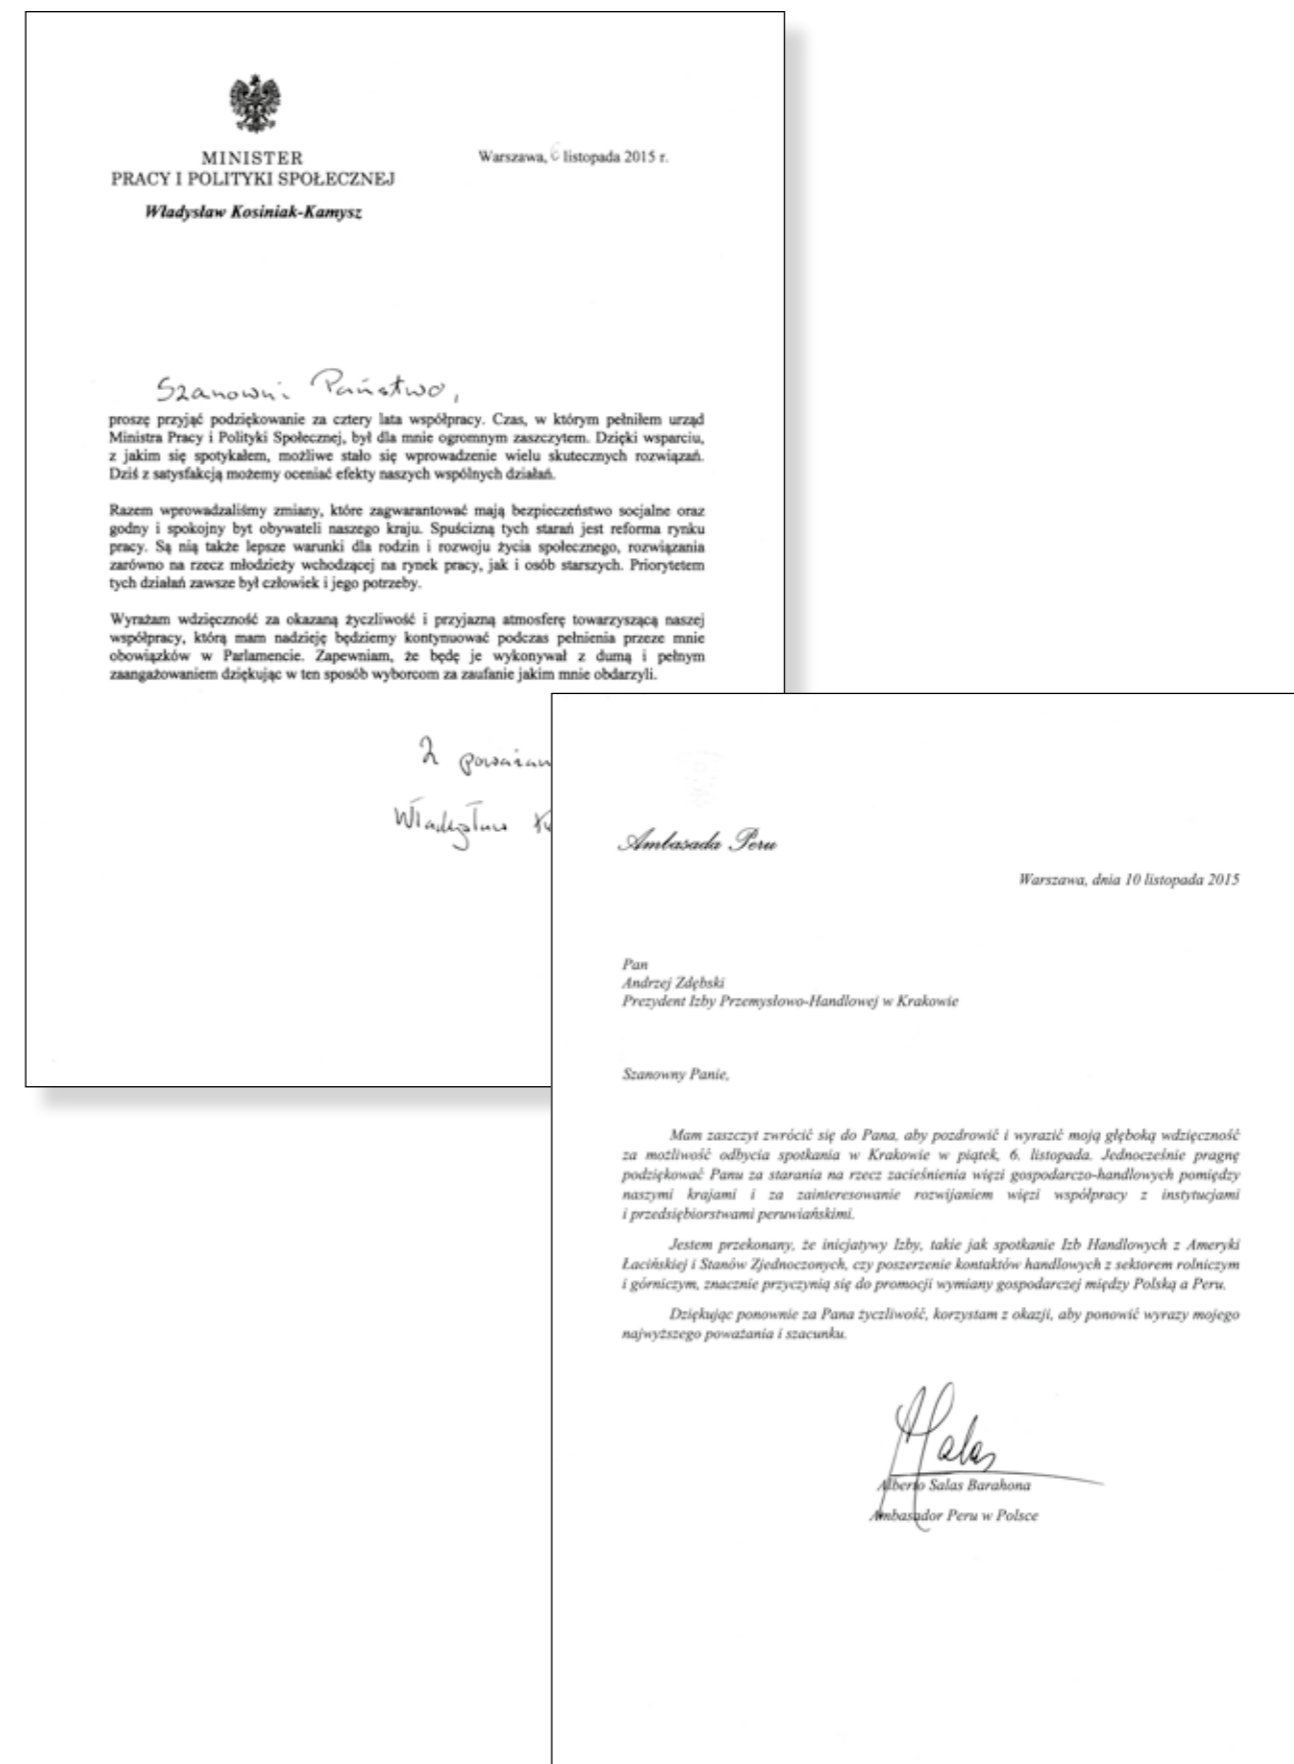 MINISTER
PRACY I POLITYKI SPOŁECZNEJ
Władysław Kosiniak-Kamysz
Warszawa, 6 listopada 2015 r.
Szanowni Państwo,
proszę przyjąć podziękowanie za cztery lata współpracy. Czas, w którym pełniłem urząd
Ministra Pracy i Polityki Społecznej, był dla mnie ogromnym zaszczytem. Dzięki wsparciu,
z jakim się spotykałem, możliwe stało się wprowadzenie wielu skutecznych rozwiązań.
Dziś z satysfakcją możemy oceniać efekty naszych wspólnych działań.
Razem wprowadzaliśmy zmiany, które zagwarantować mają bezpieczeństwo socjalne oraz
godny i spokojny byt obywateli naszego kraju. Spuścizną tych starań jest reforma rynku
pracy. Są nią także lepsze warunki dla rodzin i rozwoju życia społecznego, rozwiązania
zarówno na rzecz młodzieży wchodzącej na rynek pracy, jak i osób starszych. Priorytetem
tych działań zawsze był człowiek i jego potrzeby.
Wyrażam wdzięczność za okazaną życzliwość i przyjazną atmosferę towarzyszącą naszej
współpracy, którą mam nadzieję będziemy kontynuować podczas pełnienia przeze mnie
obowiązków w Parlamencie. Zapewniam, że będę je wykonywał z dumą i pełnym
zaangażowaniem dziękując w ten sposób wyborcom za zaufanie jakim mnie obdarzyli.
Z poważan
Władysław
Ambasada Peru
Warszawa, dnia 10 listopada 2015
Pan
Andrzej Zdębski
Prezydent Izby Przemysłowo-Handlowej w Krakowie
Szanowny Panie,
Mam zaszczyt zwrócić się do Pana, aby pozdrowić i wyrazić moją głęboką wdzięczność
za możliwość odbycia spotkania w Krakowie w piątek, 6. listopada. Jednocześnie pragnę
podziękować Panu za starania na rzecz zacieśnienia więzi gospodarczo-handlowych pomiędzy
naszymi krajami i za zainteresowanie rozwijaniem więzi współpracy z instytucjami
i przedsiębiorstwami peruwiańskimi.
Jestem przekonany, że inicjatywy Izby, takie jak spotkanie Izb Handlowych z Ameryki
Łacińskiej i Stanów Zjednoczonych, czy poszerzenie kontaktów handlowych z sektorem rolniczym
i górniczym, znacznie przyczynią się do promocji wymiany gospodarczej między Polską a Peru.
Dziękując ponownie za Pana życzliwość, korzystam z okazji, aby ponowić wyrazy mojego
najwyższego poważania i szacunku.
Alberto Salas Barahona
Ambasador Peru w Polsce